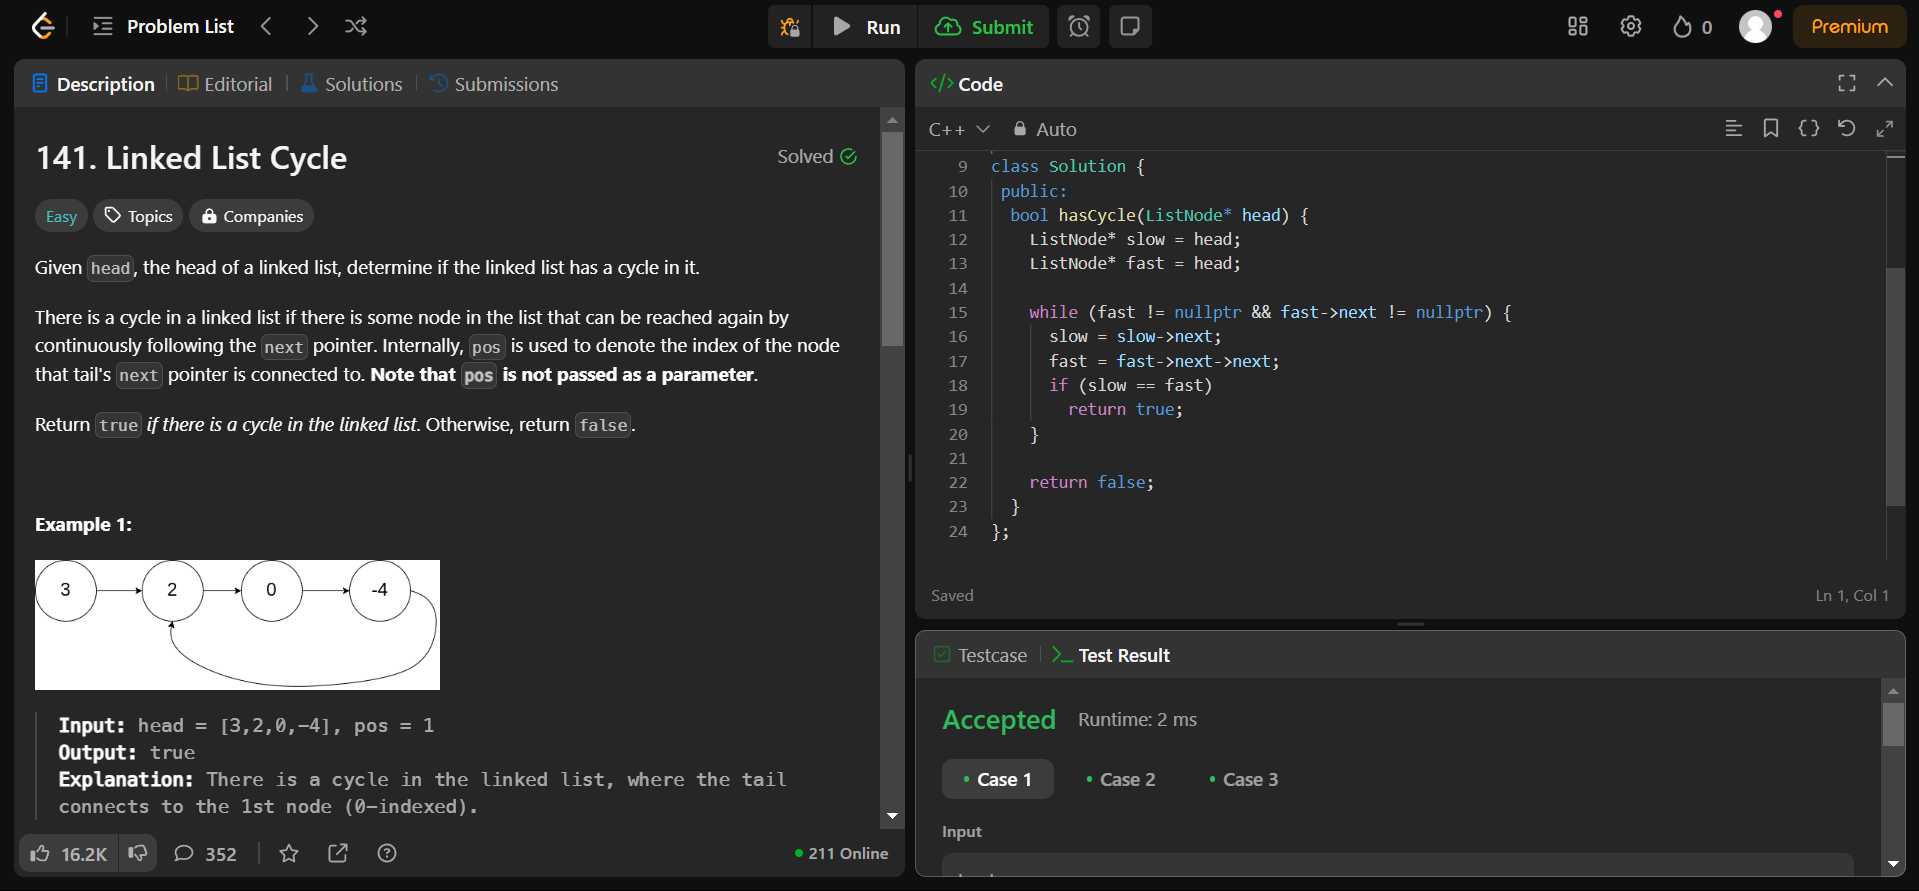 Problem List
Run
Submit
0
Premium
Description
Editorial
Solutions
Submissions
141. Linked List Cycle
Solved
Easy
Topics
Companies
Given head, the head of a linked list, determine if the linked list has a cycle in it.
There is a cycle in a linked list if there is some node in the list that can be reached again by
continuously following the next pointer. Internally, pos is used to denote the index of the node
that tail's next pointer is connected to. Note that pos is not passed as a parameter.
Return true if there is a cycle in the linked list. Otherwise, return false.
Example 1:
3 2 0 -4
Input: head = [3,2,0,-4], pos = 1
Output: true
Explanation: There is a cycle in the linked list, where the tail
connects to the 1st node (0-indexed).
16.2K
352
211 Online
Code
C++
Auto
9 class Solution {
10 public:
11 bool hasCycle(ListNode* head) {
12 ListNode* slow = head;
13 ListNode* fast = head;
14
15 while (fast != nullptr && fast->next != nullptr) {
16 slow = slow->next;
17 fast = fast->next->next;
18 if (slow == fast)
19 return true;
20 }
21
22 return false;
23 }
24 };
Saved
Ln 1, Col 1
Testcase
Test Result
Accepted
Runtime: 2 ms
Case 1
Case 2
Case 3
Input